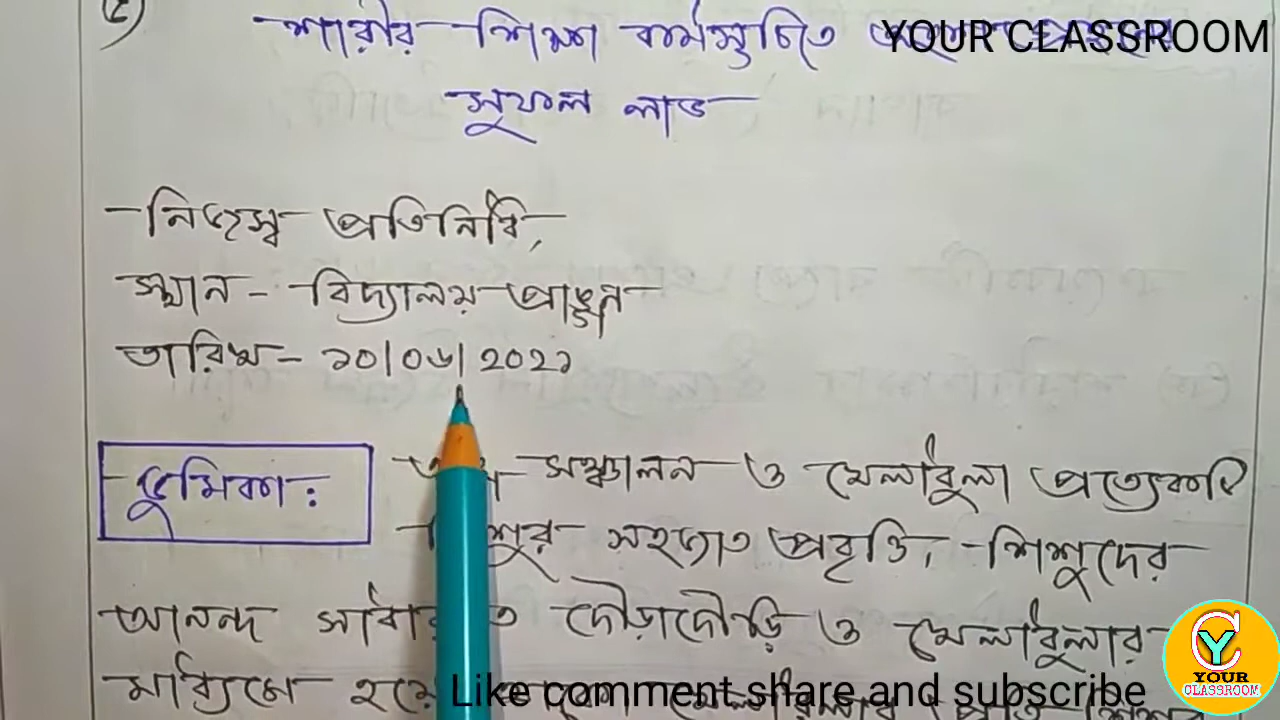 ৫)
শারীর শিক্ষা কর্মসূচিতে
YOUR CLASSROOM
সুফল লাভ
নিজস্ব প্রতিনিধি,
স্থান - বিদ্যালয় প্রাঙ্গন
তারিখ - ১০/০৬/২০২১
ভূমিকা:
সঞ্চালন ও খেলাধুলা প্রত্যেকটি
সহজাত প্রবৃত্তি, শিশুদের
আনন্দ দৌড়াদৌড়ি ও খেলাধুলার
মাধ্যমে
Like comment share and subscribe
YOUR
CLASSROOM